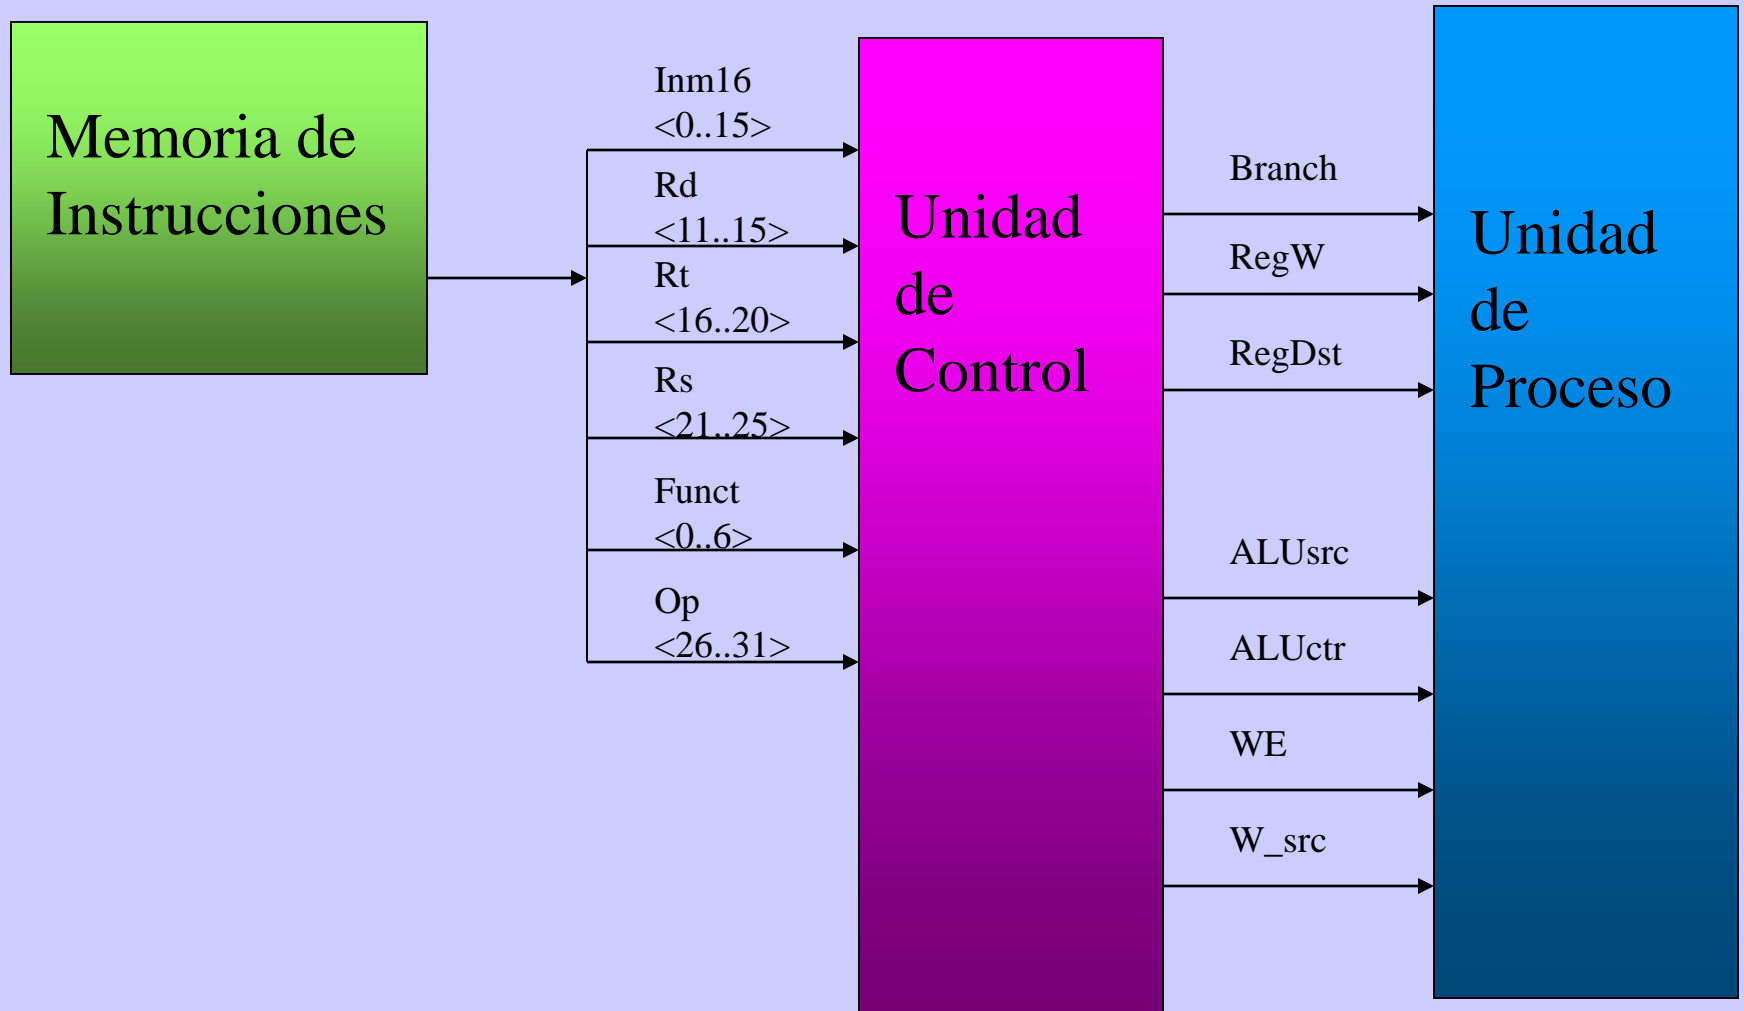 Memoria de
Instrucciones
Inm16
<0..15>
Rd
<11..15>
Rt
<16..20>
Rs
<21..25>
Funct
<0..6>
Op
<26..31>
Unidad
de
Control
Branch
RegW
RegDst
ALUsrc
ALUctr
WE
W_src
Unidad
de
Proceso